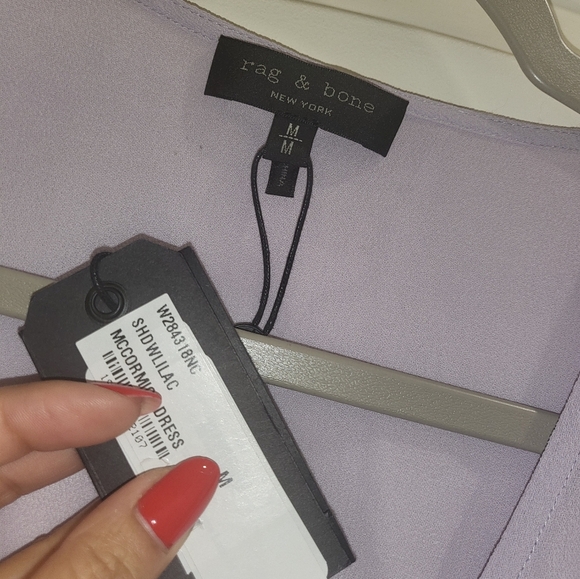 rag & bone
NEW YORK
M
M
W284318NC
SHDWLILAC
DRESS
M